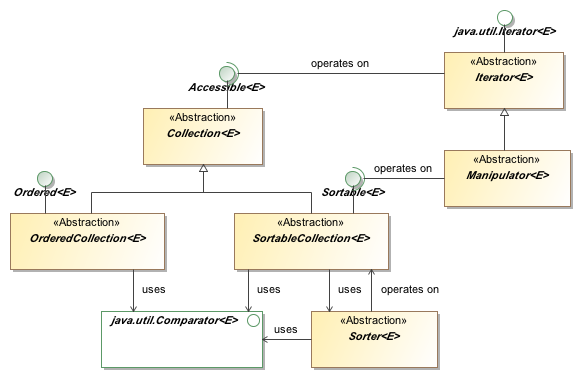 java.util.Iterator<E>
operates on
«Abstraction»
Iterator<E>
Accessible<E>
«Abstraction»
Collection<E>
operates on
«Abstraction»
Manipulator<E>
Ordered<E>
Sortable<E>
«Abstraction»
OrderedCollection<E>
«Abstraction»
SortableCollection<E>
uses
uses
uses
operates on
java.util.Comparator<E>
uses
«Abstraction»
Sorter<E>